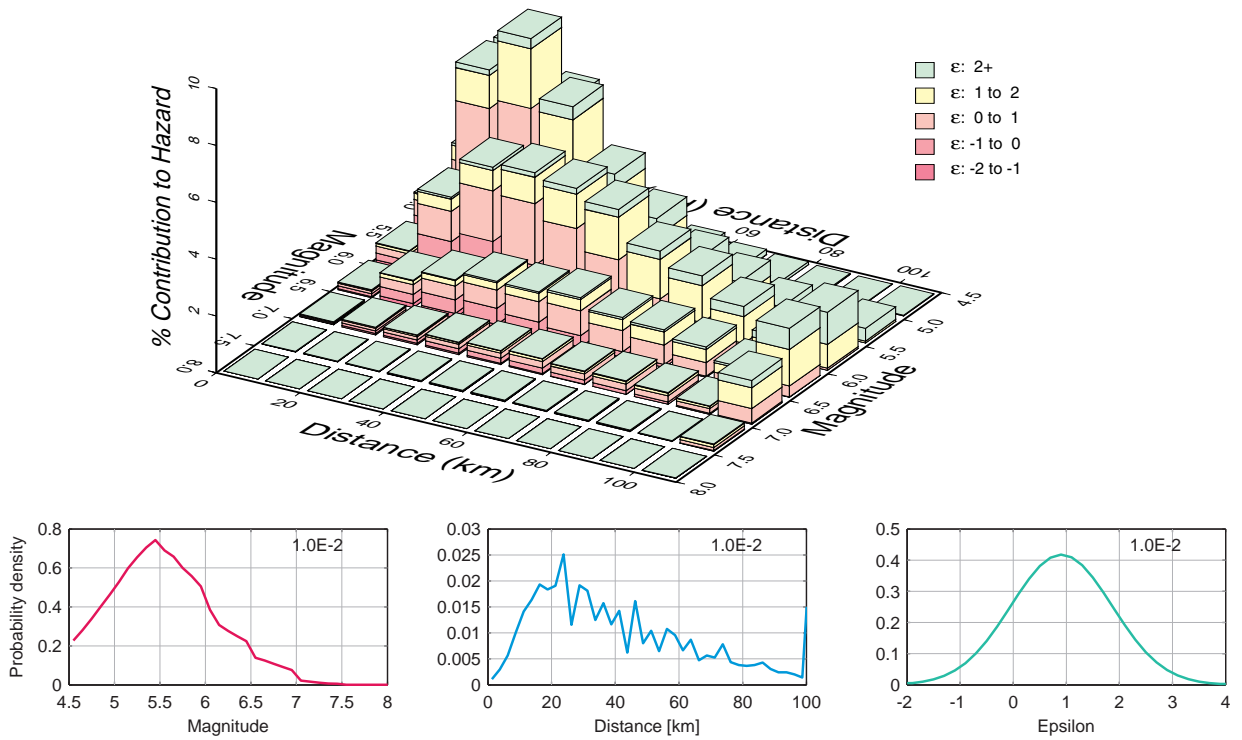 % Contribution to Hazard
10
8
6
4
2
0
ε: 2+
ε: 1 to 2
ε: 0 to 1
ε: -1 to 0
ε: -2 to -1
Magnitude
5.5
6.0
6.5
7.0
7.5
8.0
60
80
100
20
40
60
80
100
Distance (km)
4.5
5.0
5.5
6.0
6.5
7.0
7.5
8.0
Magnitude
Probability density
0.8
0.6
0.4
0.2
0
1.0E-2
4.5 5 5.5 6 6.5 7 7.5 8
Magnitude
0.03
0.025
0.02
0.015
0.01
0.005
0
1.0E-2
0 20 40 60 80 100
Distance [km]
0.5
0.4
0.3
0.2
0.1
0
1.0E-2
-2 -1 0 1 2 3 4
Epsilon